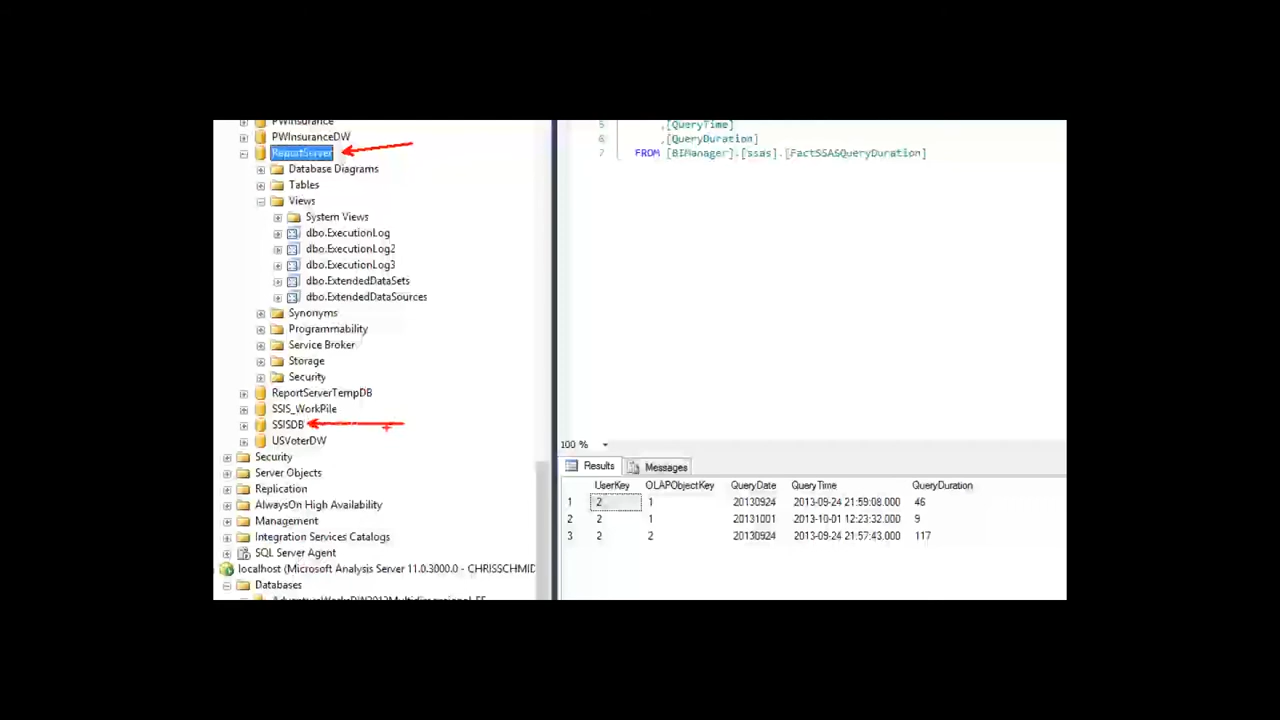 PWInsurance
PWInsuranceDW
ReportServer
Database Diagrams
Tables
Views
System Views
dbo.ExecutionLog
dbo.ExecutionLog2
dbo.ExecutionLog3
dbo.ExtendedDataSets
dbo.ExtendedDataSources
Synonyms
Programmability
Service Broker
Storage
Security
ReportServerTempDB
SSIS_WorkPile
SSISDB
USVoterDW
Security
Server Objects
Replication
AlwaysOn High Availability
Management
Integration Services Catalogs
SQL Server Agent
localhost (Microsoft Analysis Server 11.0.3000.0 - CHRISSCHMID
Databases
5 ,[QueryTime]
6 ,[QueryDuration]
7 FROM [BIManager].[ssas].[FactSSASQueryDuration]
100 %
Results Messages
UserKey OLAPObjectKey QueryDate QueryTime QueryDuration
1 2 1 20130924 2013-09-24 21:59:08.000 46
2 2 1 20131001 2013-10-01 12:23:32.000 9
3 2 2 20130924 2013-09-24 21:57:43.000 117